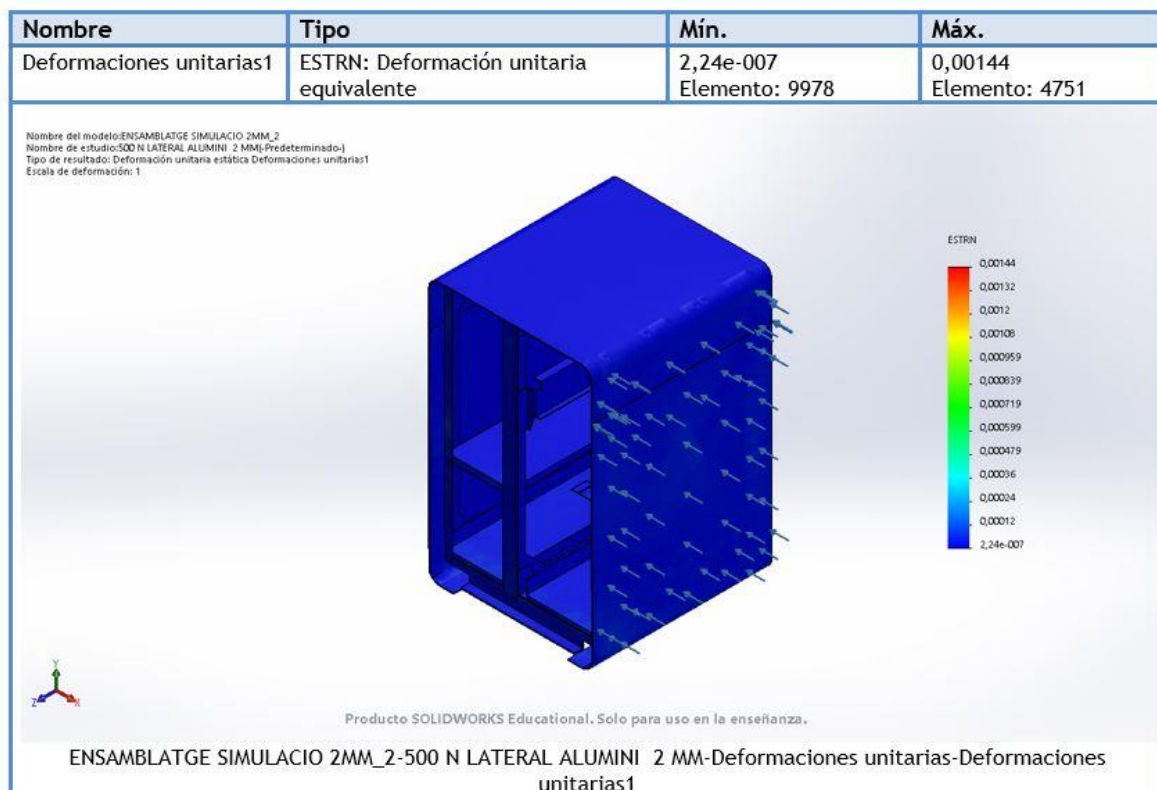 Nombre Tipo Mín. Máx.
Deformaciones unitarias1 ESTRN: Deformación unitaria 2,24e-007 0,00144
equivalente Elemento: 9978 Elemento: 4751
Nombre del modelo:ENSAMBLATGE SIMULACIO 2MM_2
Nombre de estudio:500 N LATERAL ALUMINI 2 MM(-Predeterminado-)
Tipo de resultado: Deformación unitaria estática Deformaciones unitarias1
Escala de deformación: 1
ESTRN
0,00144
0,00132
0,0012
0,00108
0,000959
0,000839
0,000719
0,000599
0,000479
0,00036
0,00024
0,00012
2,24e-007
Y
Z X
Producto SOLIDWORKS Educational. Solo para uso en la enseñanza.
ENSAMBLATGE SIMULACIO 2MM_2-500 N LATERAL ALUMINI 2 MM-Deformaciones unitarias-Deformaciones
unitarias1